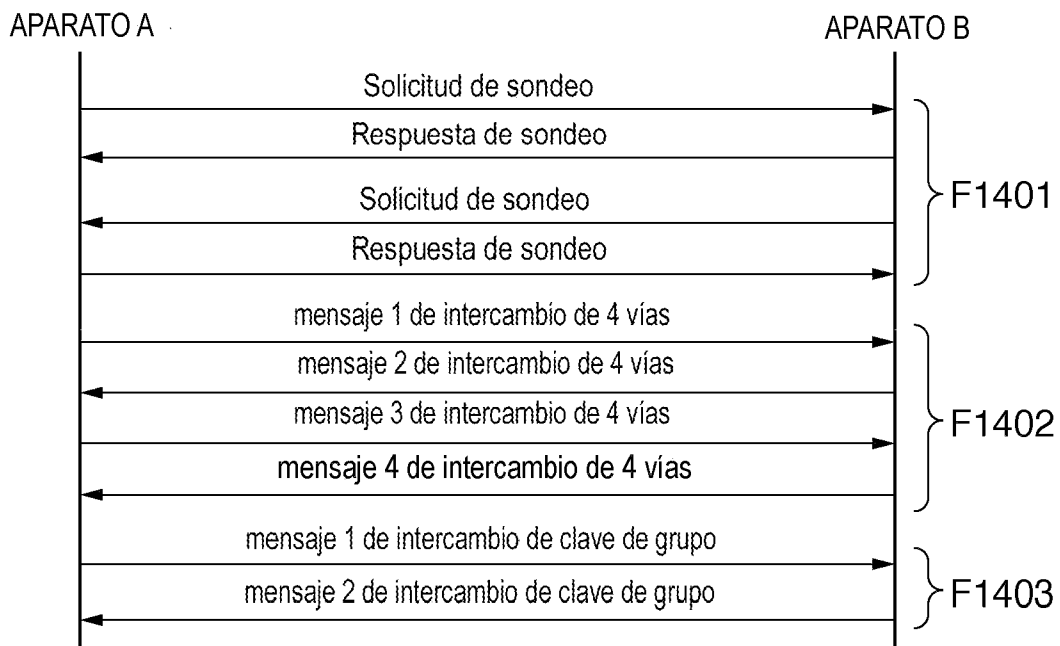 APARATO A
APARATO B
Solicitud de sondeo
Respuesta de sondeo
Solicitud de sondeo
Respuesta de sondeo
F1401
mensaje 1 de intercambio de 4 vías
mensaje 2 de intercambio de 4 vías
mensaje 3 de intercambio de 4 vías
mensaje 4 de intercambio de 4 vías
F1402
mensaje 1 de intercambio de clave de grupo
mensaje 2 de intercambio de clave de grupo
F1403